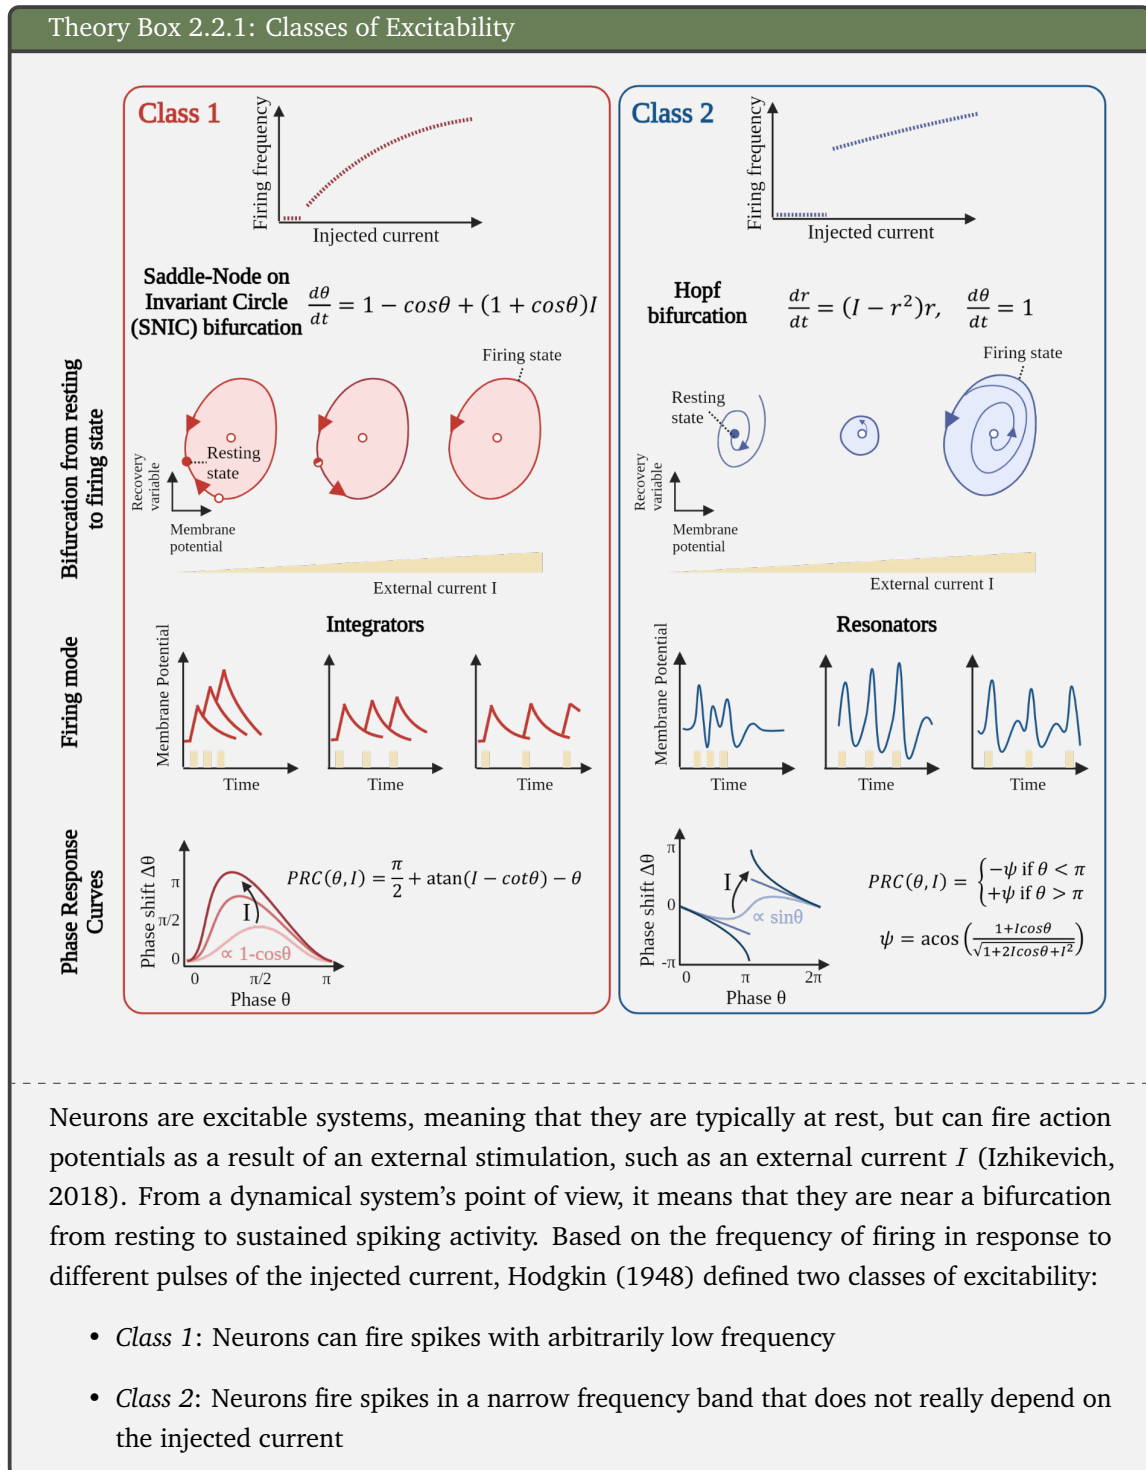 Theory Box 2.2.1: Classes of Excitability
Class 1
Firing frequency
Injected current
Saddle-Node on
Invariant Circle
(SNIC) bifurcation
dθ/dt = 1 − cosθ + (1 + cosθ)I
Bifurcation from resting
to firing state
Firing state
Resting
state
Recovery
variable
Membrane
potential
External current I
Firing mode
Integrators
Membrane Potential
Time
Time
Time
Phase Response
Curves
Phase shift Δθ
π
π/2
0
I
∝ 1-cosθ
0
π/2
π
Phase θ
PRC(θ, I) = π/2 + atan(I − cotθ) − θ
Class 2
Firing frequency
Injected current
Hopf
bifurcation
dr/dt = (I − r²)r, dθ/dt = 1
Firing state
Resting
state
Recovery
variable
Membrane
potential
External current I
Resonators
Membrane Potential
Time
Time
Time
Phase shift Δθ
π
0
-π
I
∝ sinθ
0
π
2π
Phase θ
PRC(θ, I) = {−ψ if θ < π
+ψ if θ > π
ψ = acos(1+Icosθ/√1+2Icosθ+I²)
Neurons are excitable systems, meaning that they are typically at rest, but can fire action
potentials as a result of an external stimulation, such as an external current I (Izhikevich,
2018). From a dynamical system's point of view, it means that they are near a bifurcation
from resting to sustained spiking activity. Based on the frequency of firing in response to
different pulses of the injected current, Hodgkin (1948) defined two classes of excitability:
• Class 1: Neurons can fire spikes with arbitrarily low frequency
• Class 2: Neurons fire spikes in a narrow frequency band that does not really depend on
the injected current